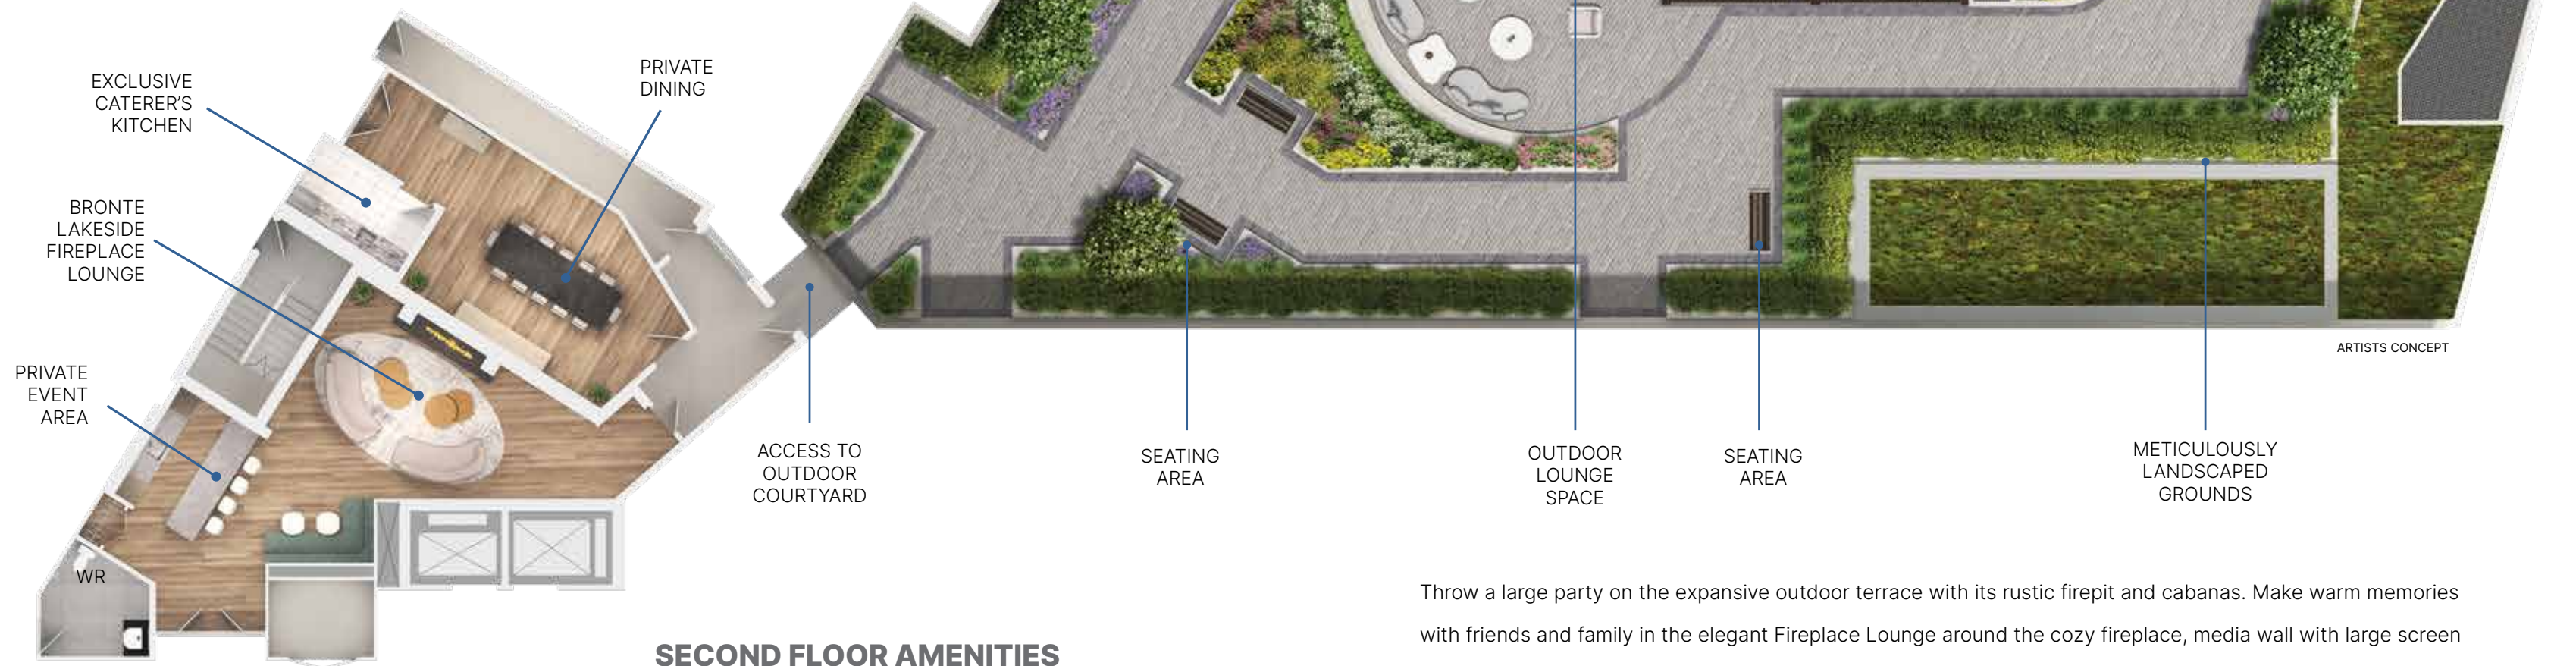 EXCLUSIVE
CATERER'S
KITCHEN
PRIVATE
DINING
BRONTE
LAKESIDE
FIREPLACE
LOUNGE
PRIVATE
EVENT
AREA
WR
ACCESS TO
OUTDOOR
COURTYARD
SEATING
AREA
OUTDOOR
LOUNGE
SPACE
SEATING
AREA
METICULOUSLY
LANDSCAPED
GROUNDS
ARTISTS CONCEPT
SECOND FLOOR AMENITIES
Throw a large party on the expansive outdoor terrace with its rustic firepit and cabanas. Make warm memories
with friends and family in the elegant Fireplace Lounge around the cozy fireplace, media wall with large screen